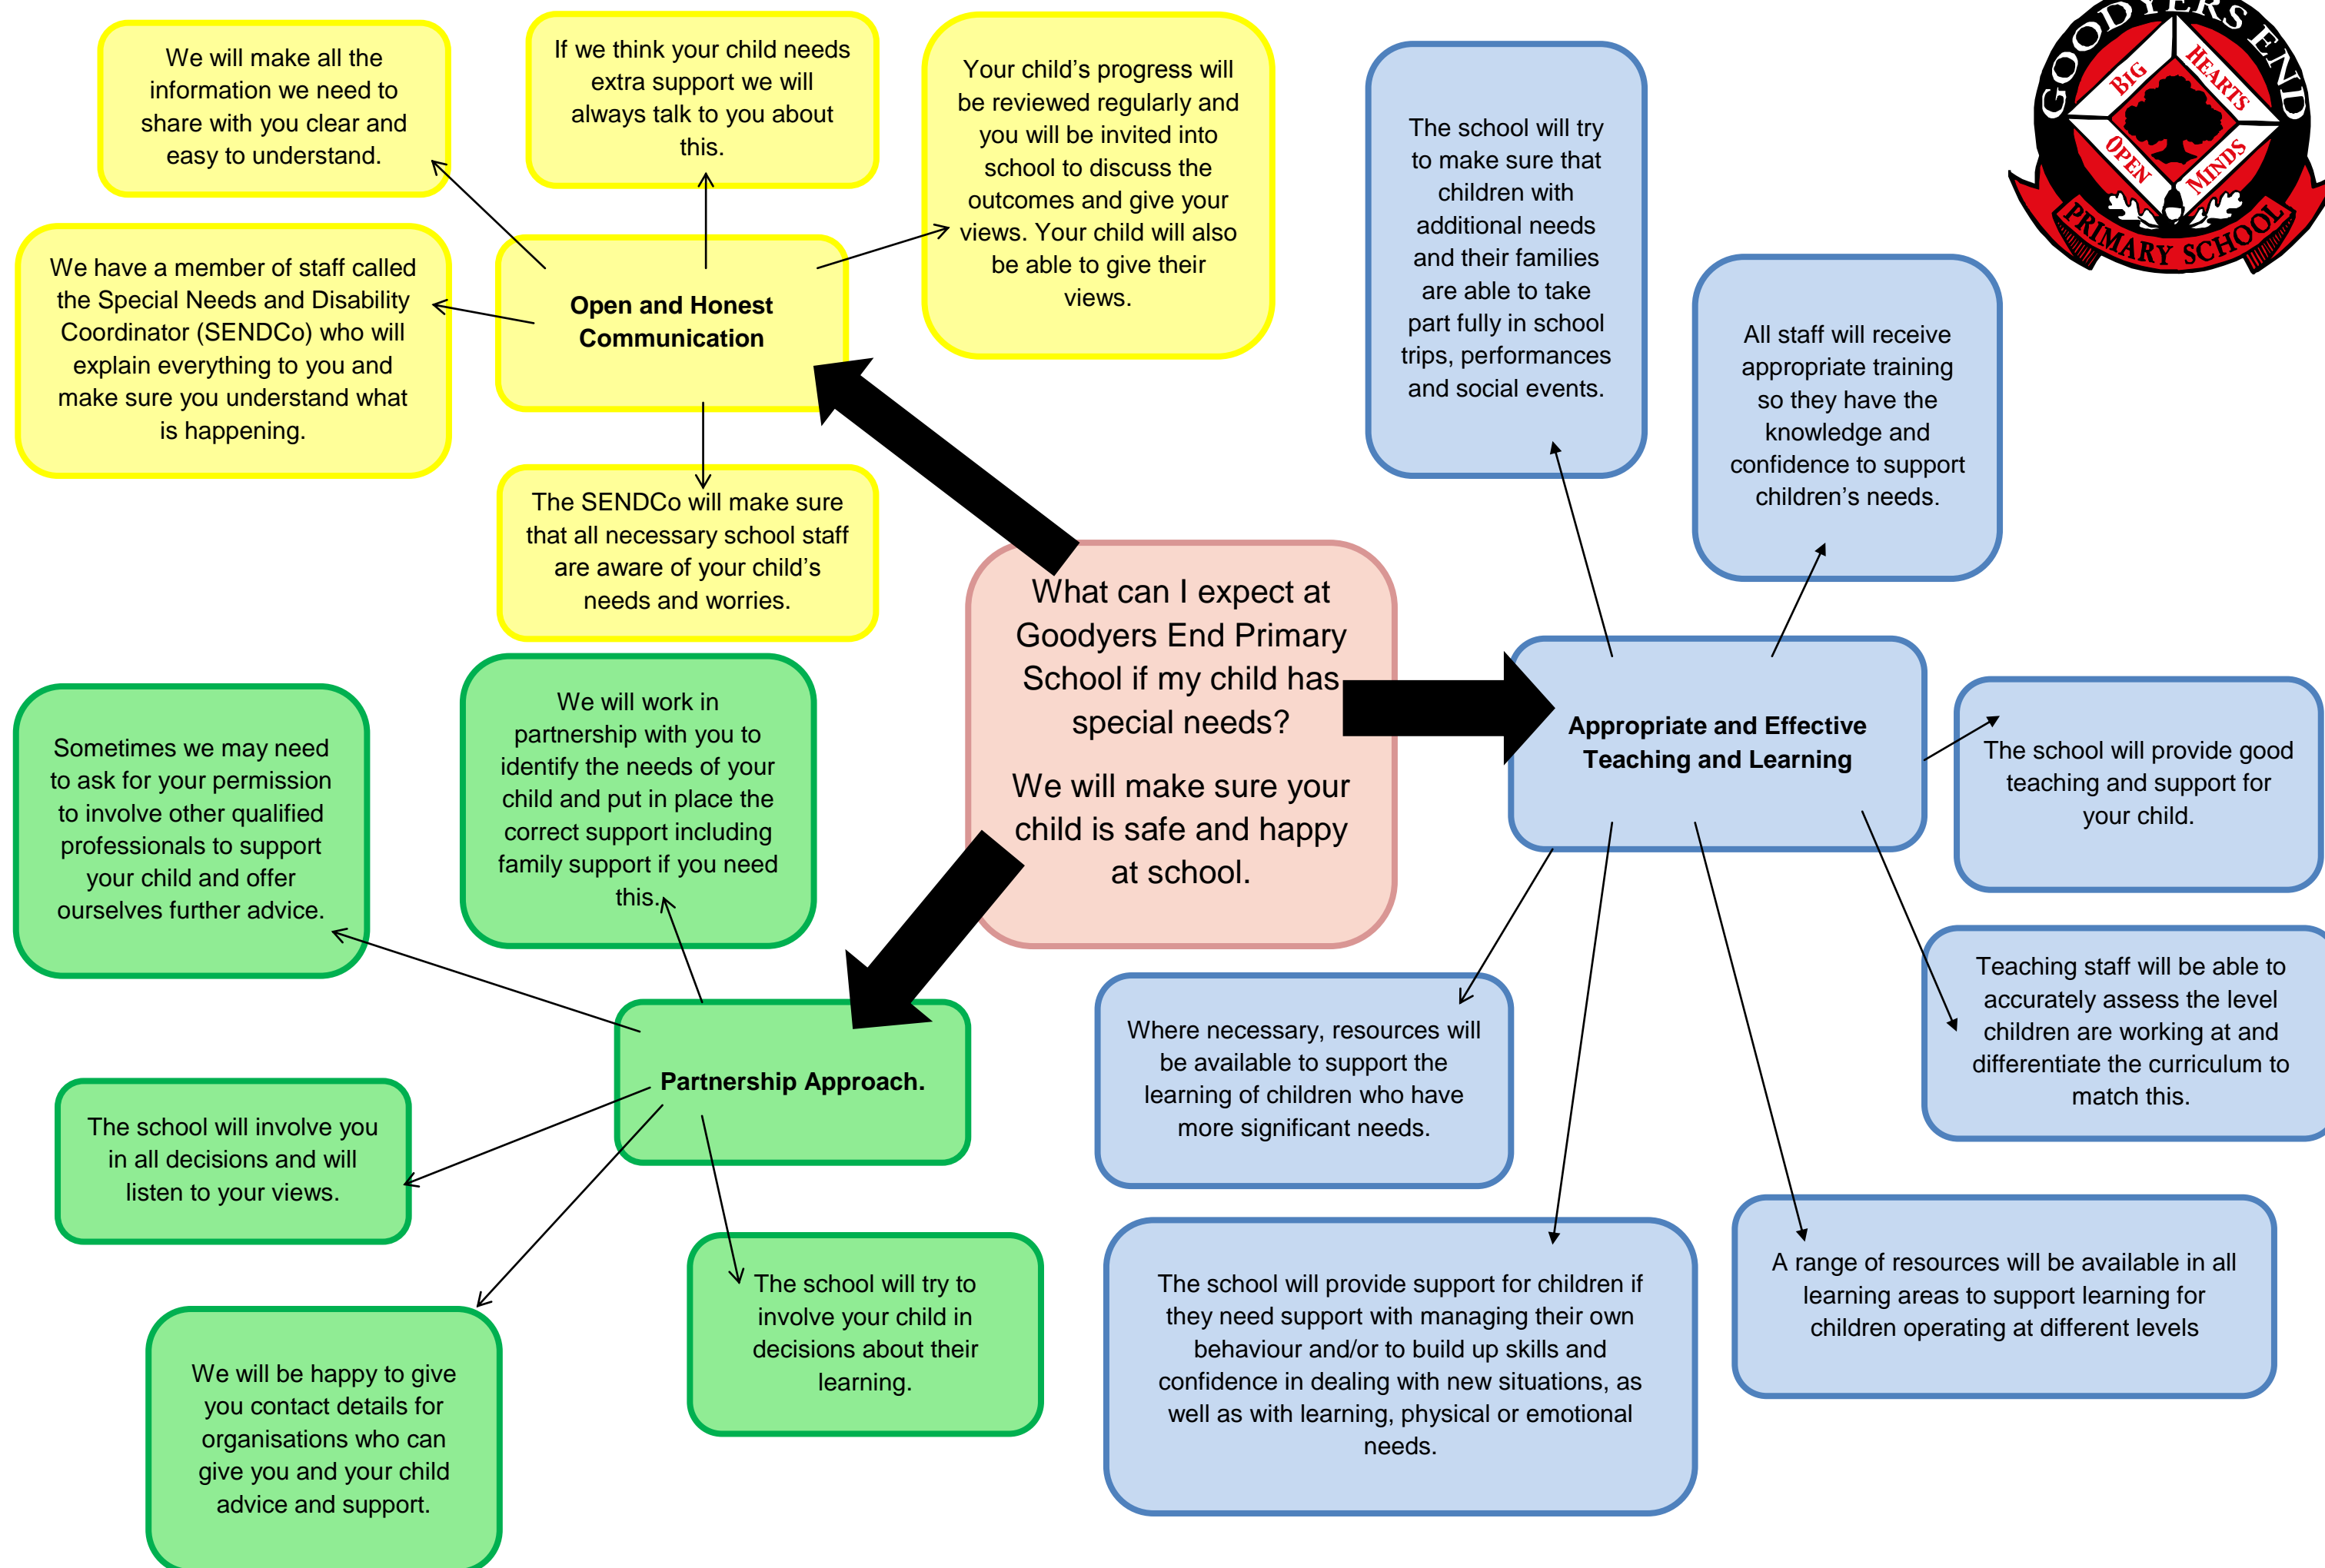 We will make all the
information we need to
share with you clear and
easy to understand.
If we think your child needs
extra support we will
always talk to you about
this.
Your child’s progress will
be reviewed regularly and
you will be invited into
school to discuss the
outcomes and give your
views. Your child will also
be able to give their
views.
We have a member of staff called
the Special Needs and Disability
Coordinator (SENDCo) who will
explain everything to you and
make sure you understand what
is happening.
Open and Honest
Communication
The SENDCo will make sure
that all necessary school staff
are aware of your child’s
needs and worries.
The school will try
to make sure that
children with
additional needs
and their families
are able to take
part fully in school
trips, performances
and social events.
All staff will receive
appropriate training
so they have the
knowledge and
confidence to support
children’s needs.
GOODYERS END
BIG
HEARTS
OPEN
MINDS
PRIMARY SCHOOL
What can I expect at
Goodyers End Primary
School if my child has
special needs?
We will make sure your
child is safe and happy
at school.
Appropriate and Effective
Teaching and Learning
The school will provide good
teaching and support for
your child.
Teaching staff will be able to
accurately assess the level
children are working at and
differentiate the curriculum to
match this.
Where necessary, resources will
be available to support the
learning of children who have
more significant needs.
The school will provide support for children if
they need support with managing their own
behaviour and/or to build up skills and
confidence in dealing with new situations, as
well as with learning, physical or emotional
needs.
A range of resources will be available in all
learning areas to support learning for
children operating at different levels
Sometimes we may need
to ask for your permission
to involve other qualified
professionals to support
your child and offer
ourselves further advice.
We will work in
partnership with you to
identify the needs of your
child and put in place the
correct support including
family support if you need
this.
Partnership Approach.
The school will involve you
in all decisions and will
listen to your views.
The school will try to
involve your child in
decisions about their
learning.
We will be happy to give
you contact details for
organisations who can
give you and your child
advice and support.